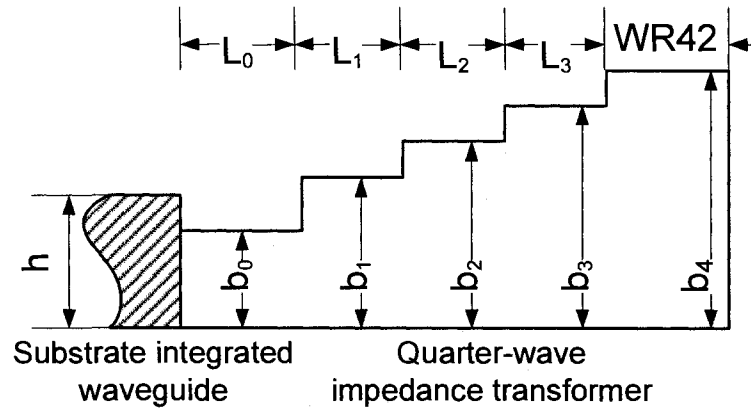 L₀ L₁ L₂ L₃ WR42
h b₀ b₁ b₂ b₃ b₄
Substrate integrated
waveguide
Quarter-wave
impedance transformer